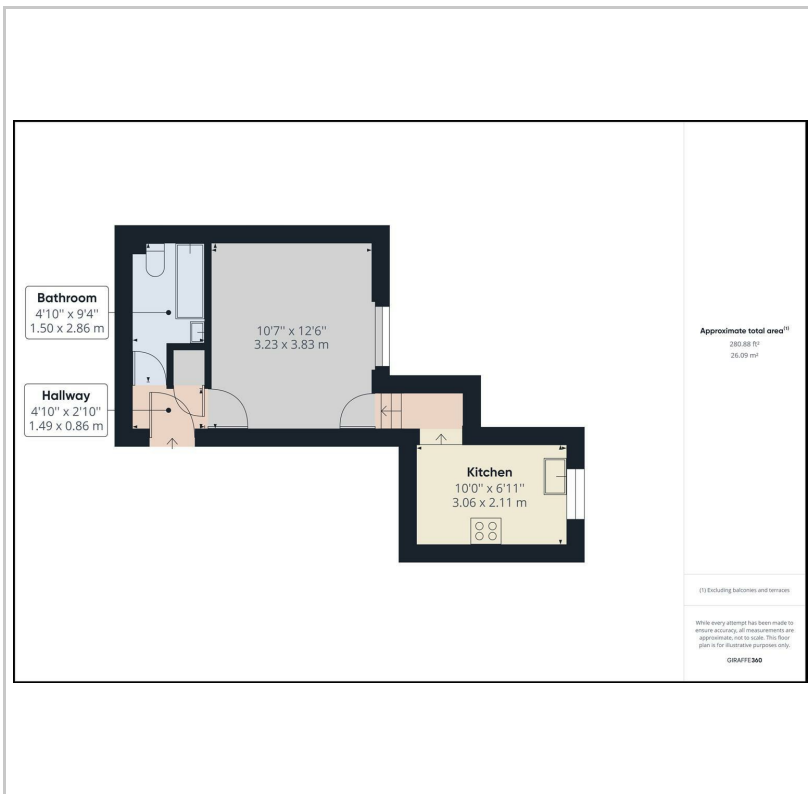 Bathroom
4'10" x 9'4"
1.50 x 2.86 m
10'7" x 12'6"
3.23 x 3.83 m
Hallway
4'10" x 2'10"
1.49 x 0.86 m
Kitchen
10'0" x 6'11"
3.06 x 2.11 m
Approximate total area(1)
280.88 ft²
26.09 m²
(1) Excluding balconies and terraces
While every attempt has been made to
ensure accuracy, all measurements are
approximate, not to scale. This floor
plan is for illustrative purposes only.
GIRAFFE360